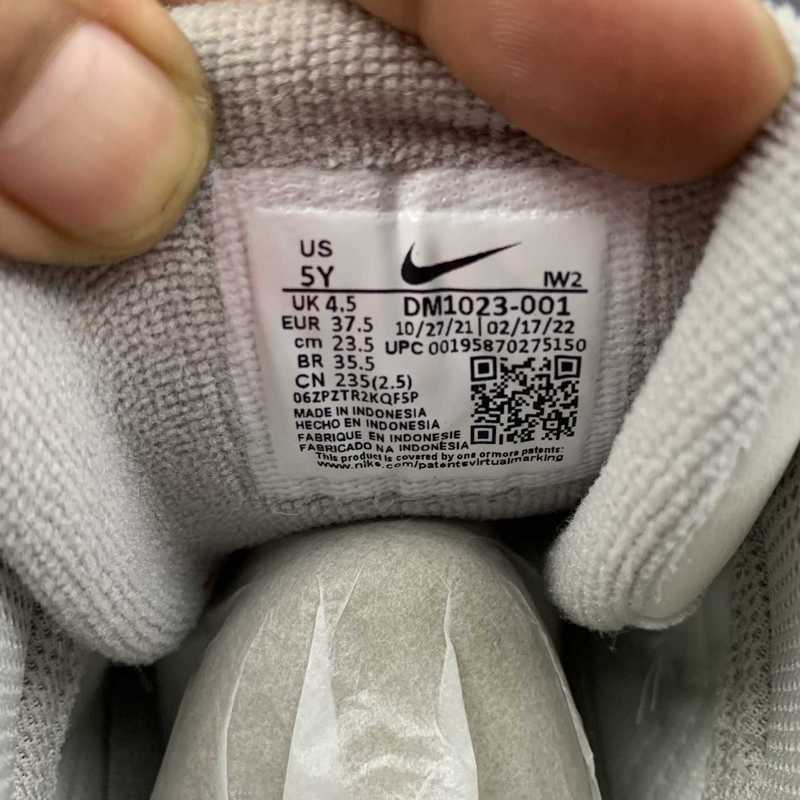 US
5Y
IW2
UK 4.5
DM1023-001
EUR 37.5
10/27/21 | 02/17/22
cm 23.5
UPC 00195870275150
BR 35.5
CN 235(2.5)
06ZPZTR2KQF5P
MADE IN INDONESIA
HECHO EN INDONESIA
FABRIQUE EN INDONESIE
FABRICADO NA INDONÉSIA
This product is covered by one or more patents:
www.nike.com/patentsvirtualmarking